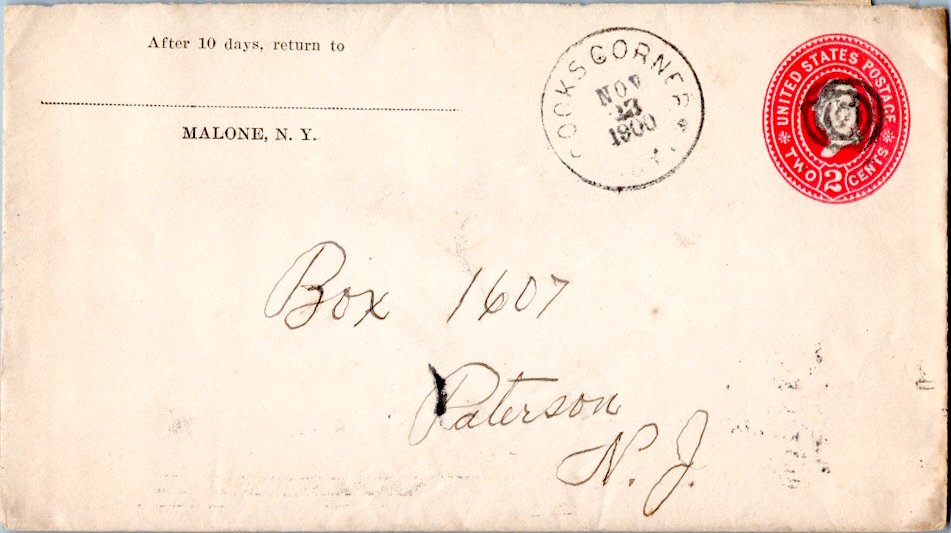 After 10 days, return to
MALONE, N. Y.
COOKS CORNERS
N.Y.
NOV
13
1900
UNITED STATES POSTAGE
TWO 2 CENTS
Box 1607
Paterson
N. J.